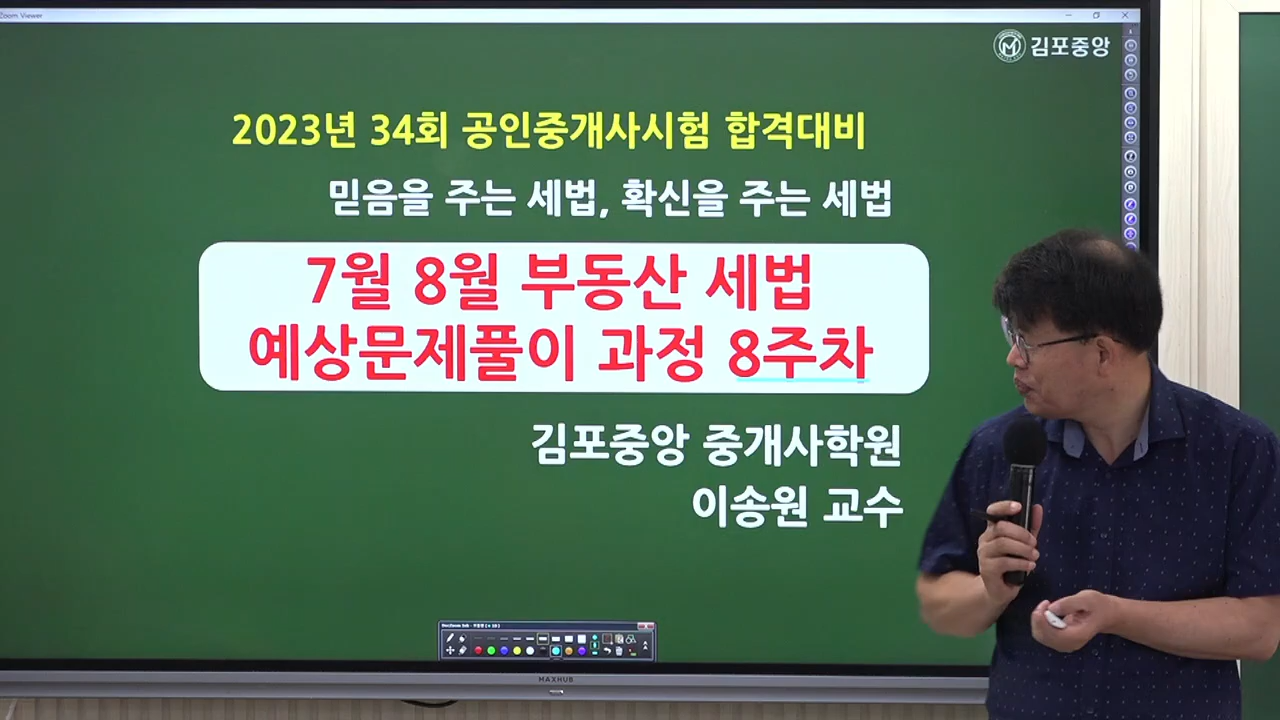 Zoom Viewer
김포중앙
2023년 34회 공인중개사시험 합격대비
믿음을 주는 세법, 확신을 주는 세법
7월 8월 부동산 세법
예상문제풀이 과정 8주차
김포중앙 중개사학원
이송원 교수
MAXHUB